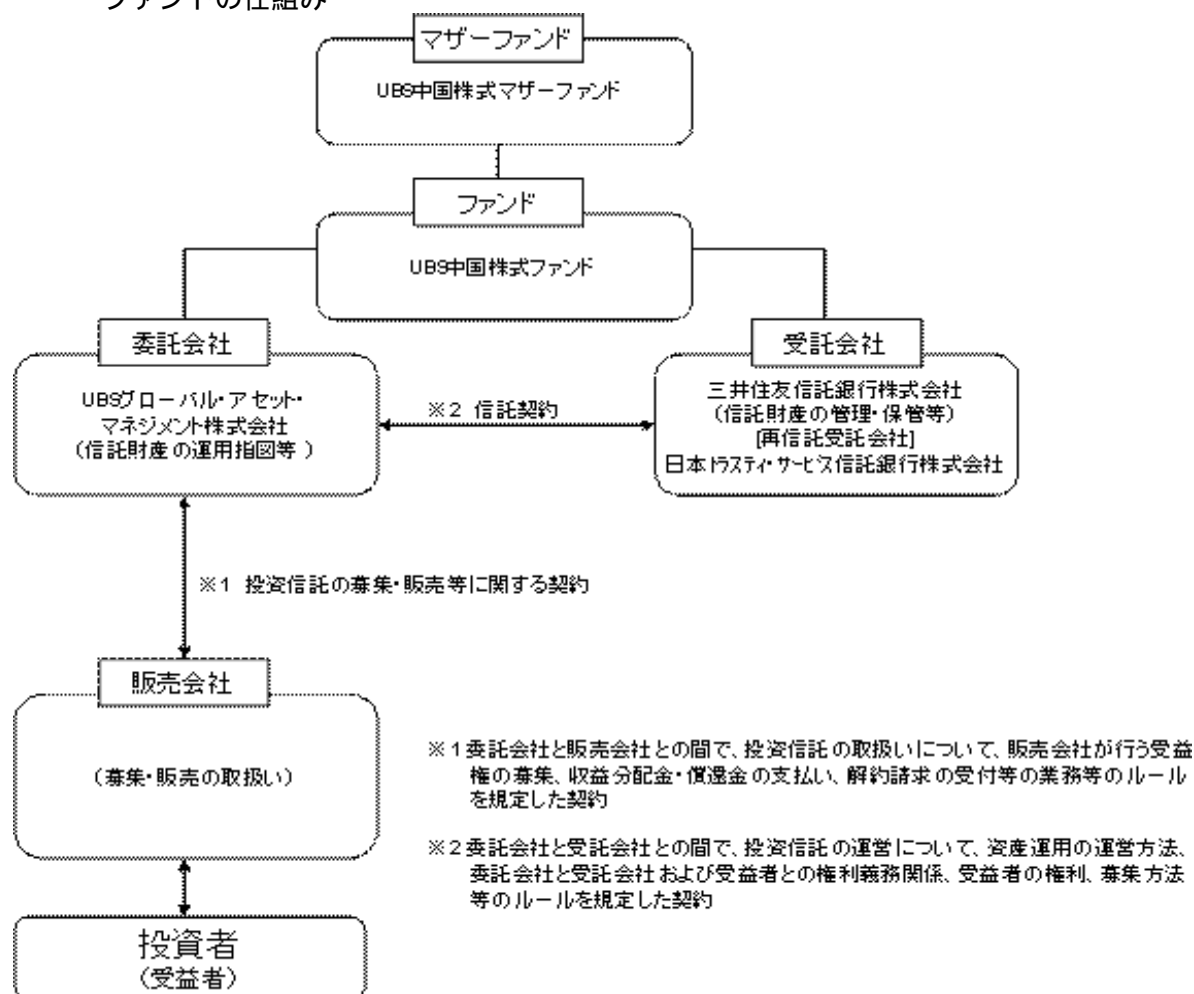 ファンドの仕組み
マザーファンド
UBS中国株式マザーファンド
ファンド
UBS中国株式ファンド
委託会社
UBSグローバル・アセット・
マネジメント株式会社
(信託財産の運用指図等)
※2 信託契約
受託会社
三井住友信託銀行株式会社
(信託財産の管理・保管等)
[再信託受託会社]
日本トラスティ・サービス信託銀行株式会社
※1 投資信託の募集・販売等に関する契約
販売会社
(募集・販売の取扱い)
※1委託会社と販売会社との間で、投資信託の取扱いについて、販売会社が行う受益
権の募集、収益分配金・償還金の支払い、解約請求の受付等の業務等のルール
を規定した契約
※2委託会社と受託会社との間で、投資信託の運営について、資産運用の運営方法、
委託会社と受託会社および受益者との権利義務関係、受益者の権利、募集方法
等のルールを規定した契約
投資者
(受益者)